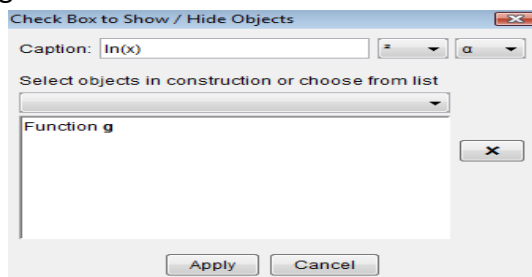 Check Box to Show / Hide Objects
Caption: ln(x) ² α
Select objects in construction or choose from list
Function g
Apply Cancel